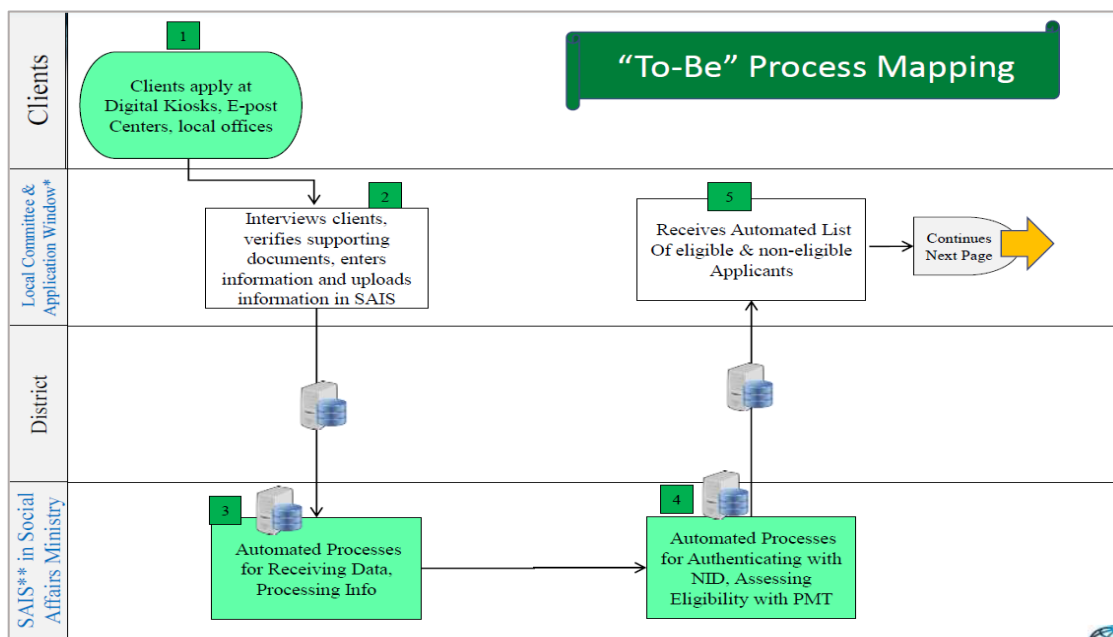 “To-Be” Process Mapping
Clients
1
Clients apply at
Digital Kiosks, E-post
Centers, local offices
Local Committee &
Application Window*
2
Interviews clients,
verifies supporting
documents, enters
information and uploads
information in SAIS
5
Receives Automated List
Of eligible & non-eligible
Applicants
Continues
Next Page
District
SAIS** in Social
Affairs Ministry
3
Automated Processes
for Receiving Data,
Processing Info
4
Automated Processes
for Authenticating with
NID, Assessing
Eligibility with PMT